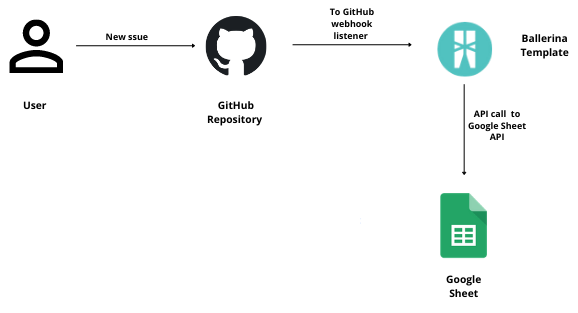 New ssue
To GitHub
webhook
listener
Ballerina
Template
User
GitHub
Repository
API call to
Google Sheet
API
Google
Sheet